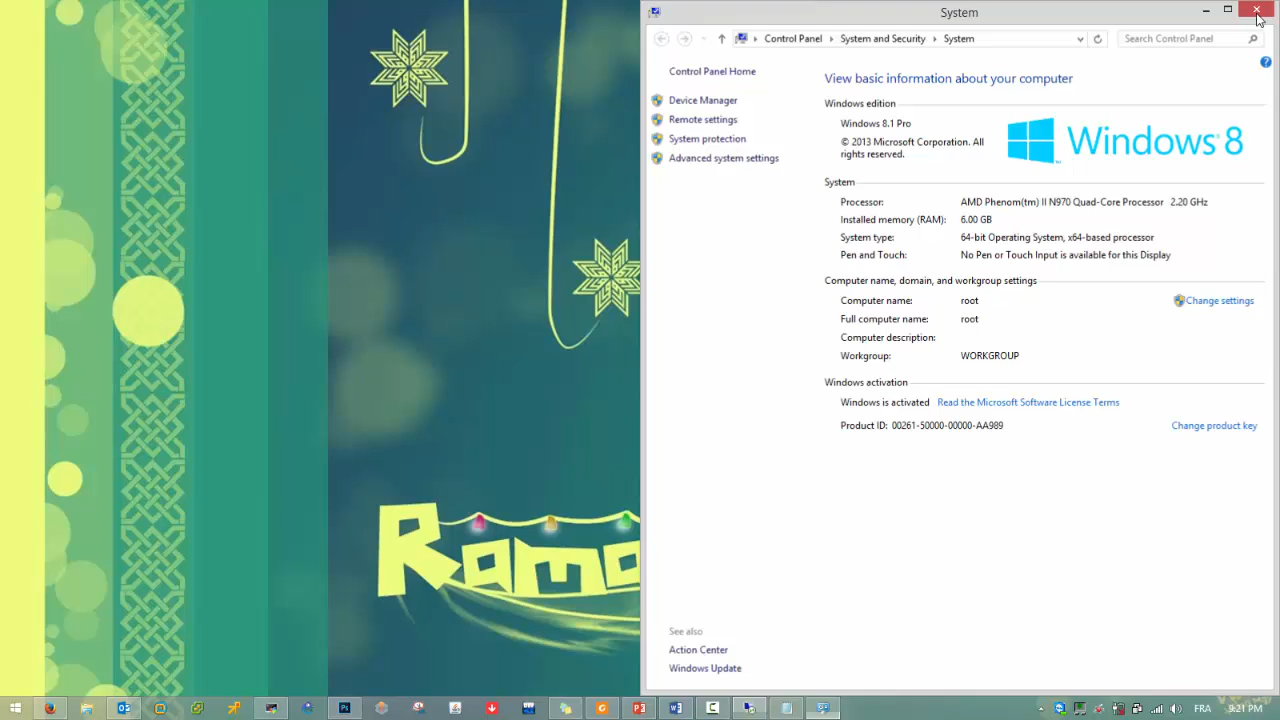 System
Control Panel System and Security System
Search Control Panel
Control Panel Home
Device Manager
Remote settings
System protection
Advanced system settings
View basic information about your computer
Windows edition
Windows 8.1 Pro
© 2013 Microsoft Corporation. All
rights reserved.
Windows 8
System
Processor: AMD Phenom(tm) II N970 Quad-Core Processor 2.20 GHz
Installed memory (RAM): 6.00 GB
System type: 64-bit Operating System, x64-based processor
Pen and Touch: No Pen or Touch Input is available for this Display
Computer name, domain, and workgroup settings
Computer name: root
Change settings
Full computer name: root
Computer description:
Workgroup: WORKGROUP
Windows activation
Windows is activated Read the Microsoft Software License Terms
Product ID: 00261-50000-00000-AA989
Change product key
See also
Action Center
Windows Update
Rama
FRA 9:21 PM